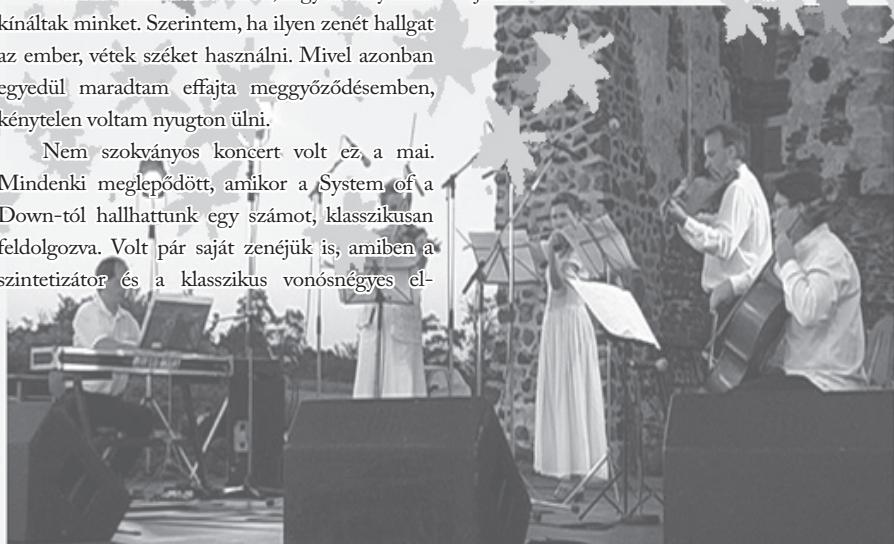 kínáltak minket. Szerintem, ha ilyen zenét hallgat
az ember, vétek széket használni. Mivel azonban
egyedül maradtam effajta meggyőződésemben,
kénytelen voltam nyugton ülni.
Nem szokványos koncert volt ez a mai.
Mindenki meglepődött, amikor a System of a
Down-tól hallhattunk egy számot, klasszikusan
feldolgozva. Volt pár saját zenéjük is, amiben a
szintetizátor és a klasszikus vonósnégyes el-